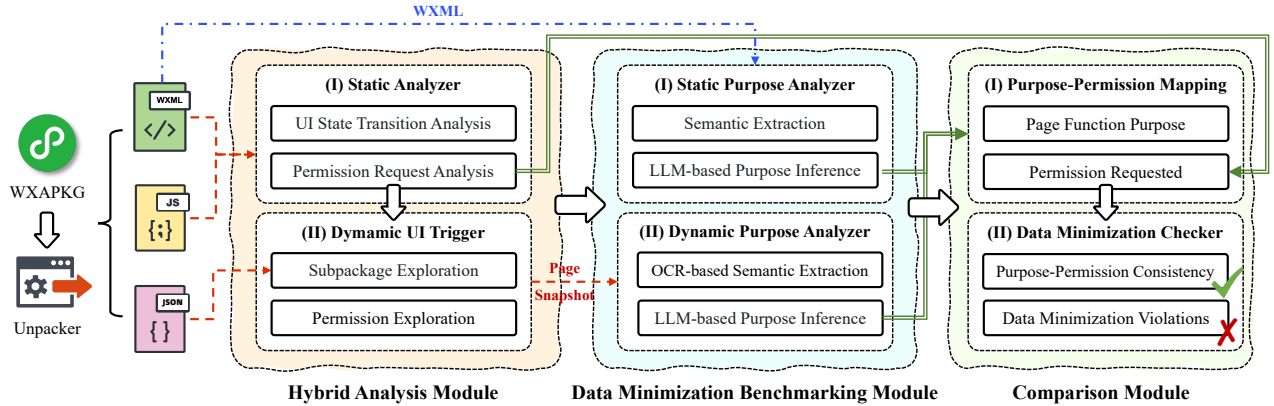 WXML
WXAPKG
Unpacker
WXML
</>
JS
{;}
JSON
{ }
(I) Static Analyzer
UI State Transition Analysis
Permission Request Analysis
(II) Dymamic UI Trigger
Subpackage Exploration
Permission Exploration
Hybrid Analysis Module
Page
Snapshot
(I) Static Purpose Analyzer
Semantic Extraction
LLM-based Purpose Inference
(II) Dynamic Purpose Analyzer
OCR-based Semantic Extraction
LLM-based Purpose Inference
Data Minimization Benchmarking Module
(I) Purpose-Permission Mapping
Page Function Purpose
Permission Requested
(II) Data Minimization Checker
Purpose-Permission Consistency
Data Minimization Violations
Comparison Module